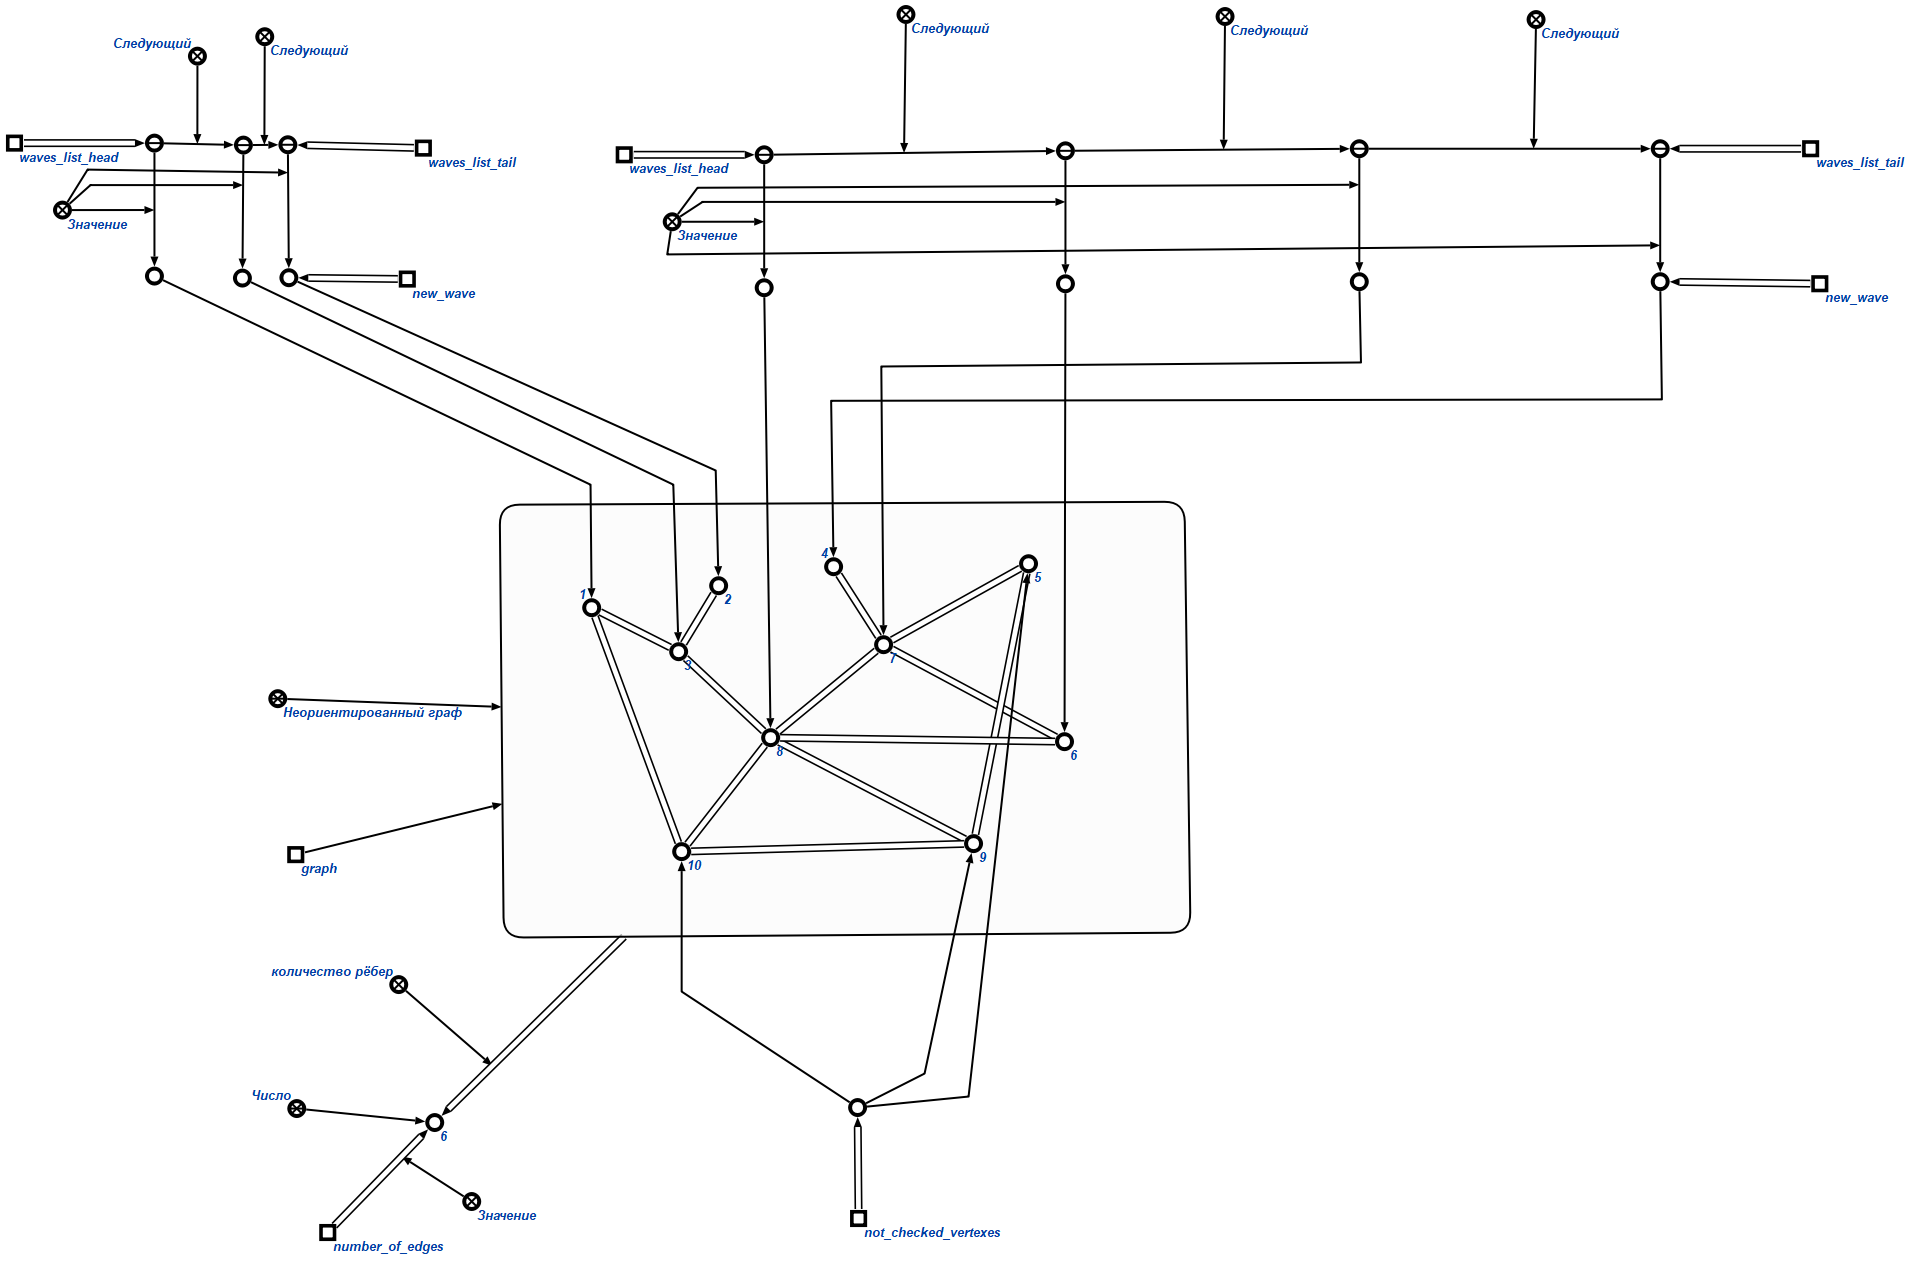 Следующий
Следующий
Следующий
Следующий
Следующий
waves_list_head
waves_list_tail
waves_list_head
waves_list_tail
Значение
Значение
new_wave
new_wave
4
5
1
2
3
7
Неориентированный граф
8
6
graph
10
9
количество рёбер
Число
6
Значение
number_of_edges
not_checked_vertexes